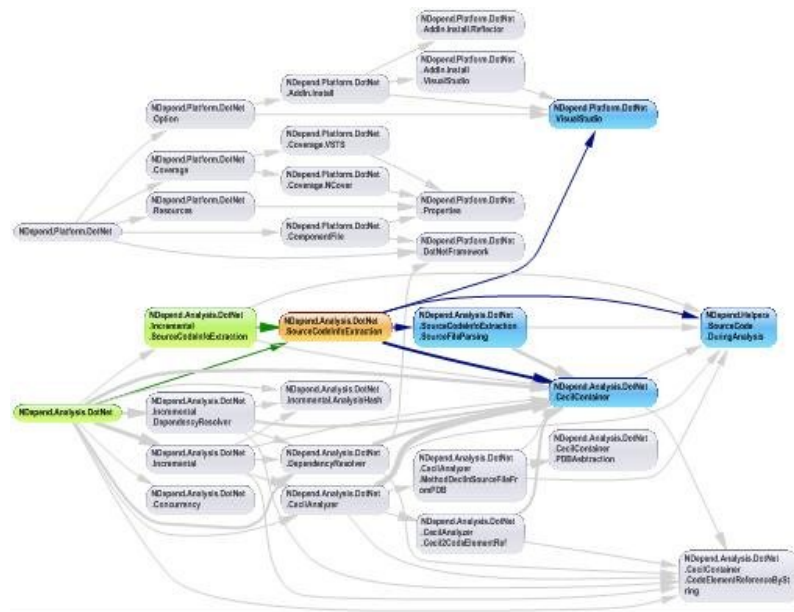 NDepend.Platform.DotNet
.AddIn.Install.Reflector
NDepend.Platform.DotNet
.AddIn.Install
.VisualStudio
NDepend.Platform.DotNet
.AddIn.Install
NDepend.Platform.DotNet
.Option
NDepend.Platform.DotNet
.VisualStudio
NDepend.Platform.DotNet
.Coverage.VSTS
NDepend.Platform.DotNet
.Coverage
NDepend.Platform.DotNet
.Coverage.NCover
NDepend.Platform.DotNet
.Resources
NDepend.Platform.DotNet
.Properties
NDepend.Platform.DotNet
NDepend.Platform.DotNet
.ComponentFile
NDepend.Platform.DotNet
.DotNetFramework
NDepend.Analysis.DotNet
.Incremental
.SourceCodeInfoExtraction
NDepend.Analysis.DotNet
.SourceCodeInfoExtraction
NDepend.Analysis.DotNet
.SourceCodeInfoExtraction
.SourceFileParsing
NDepend.Helpers
.SourceCode
.DuringAnalysis
NDepend.Analysis.DotNet
NDepend.Analysis.DotNet
.Incremental.AnalysisHash
NDepend.Analysis.DotNet
.CecilContainer
NDepend.Analysis.DotNet
.Incremental
.DependencyResolver
NDepend.Analysis.DotNet
.Incremental
NDepend.Analysis.DotNet
.DependencyResolver
NDepend.Analysis.DotNet
.CecilAnalyzer
.MethodDeclInSourceFileFr
omPDB
NDepend.Analysis.DotNet
.CecilContainer
.PDBAbtraction
NDepend.Analysis.DotNet
.Concurrency
NDepend.Analysis.DotNet
.CecilAnalyzer
NDepend.Analysis.DotNet
.CecilAnalyzer
.Cecil2CodeElementRef
NDepend.Analysis.DotNet
.CecilContainer
.CodeElementReferenceBySt
ring